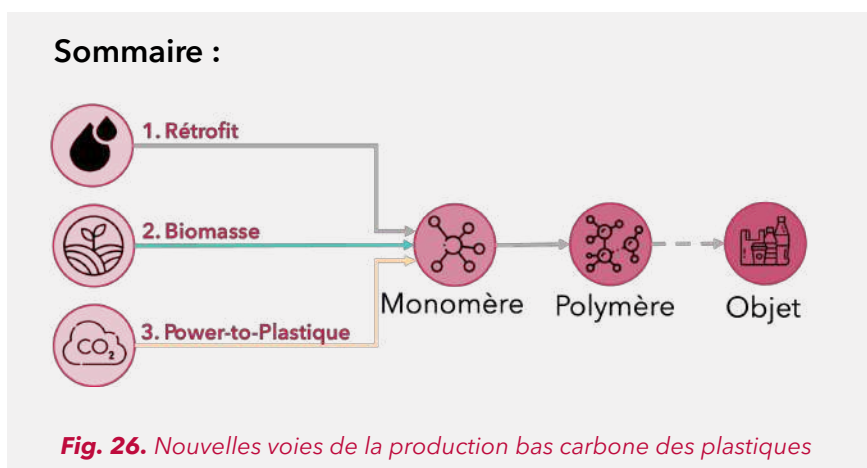 Sommaire :
1. Rétrofit
2. Biomasse
3. Power-to-Plastique
CO₂
Monomère
Polymère
Objet
Fig. 26. Nouvelles voies de la production bas carbone des plastiques